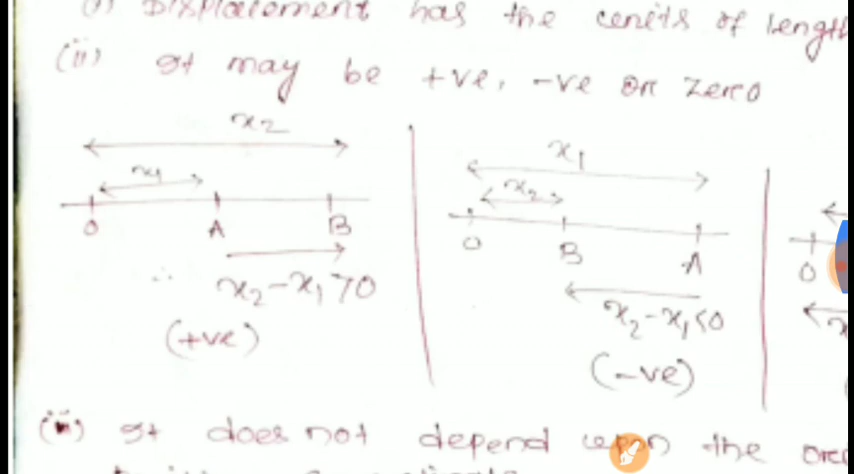 (i) Displacement has the units of length
(ii) It may be +ve, -ve or zero
x2
x1
O A B
∴ x2-x1>0
(+ve)
x1
x2
O B A
x2-x1<0
(-ve)
O
(iii) It does not depend upon the